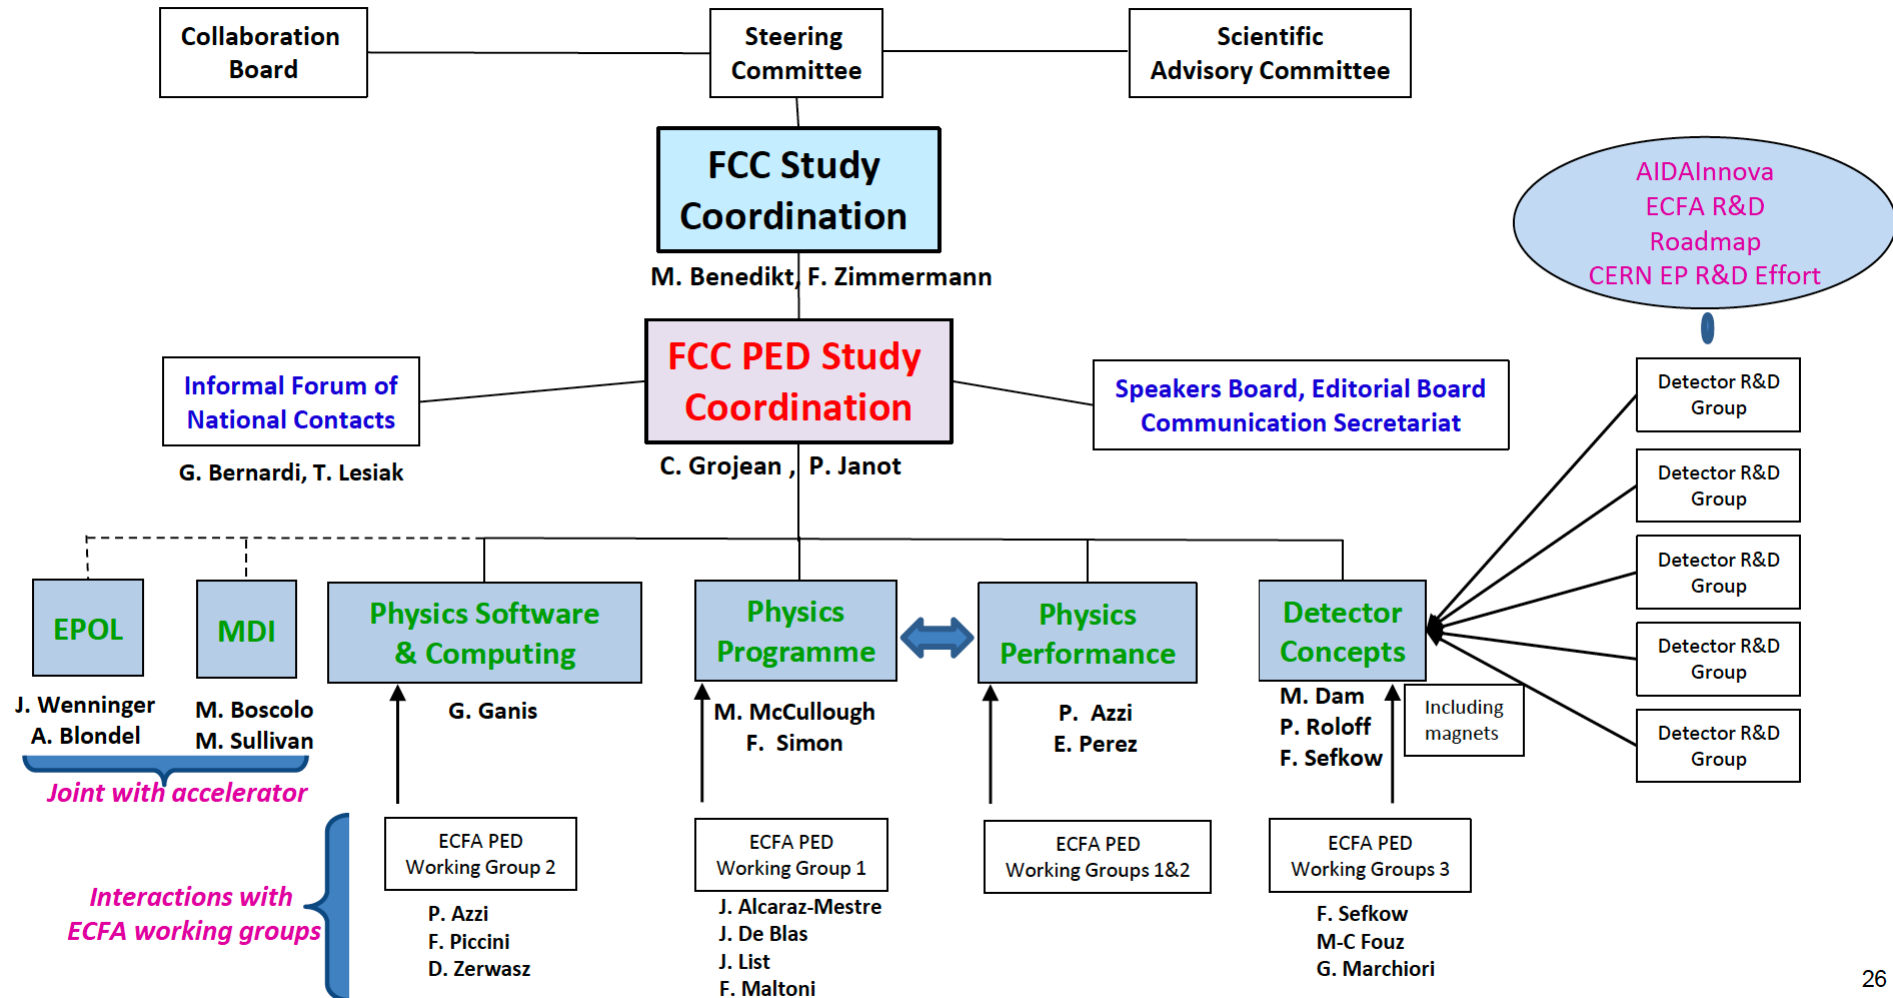 Collaboration
Board
Steering
Committee
Scientific
Advisory Committee
FCC Study
Coordination
M. Benedikt, F. Zimmermann
AIDAInnova
ECFA R&D
Roadmap
CERN EP R&D Effort
FCC PED Study
Coordination
C. Grojean , P. Janot
Informal Forum of
National Contacts
G. Bernardi, T. Lesiak
Speakers Board, Editorial Board
Communication Secretariat
Detector R&D
Group
Detector R&D
Group
Detector R&D
Group
Detector R&D
Group
Detector R&D
Group
EPOL
J. Wenninger
A. Blondel
MDI
M. Boscolo
M. Sullivan
Joint with accelerator
Physics Software
& Computing
G. Ganis
Physics
Programme
M. McCullough
F. Simon
Physics
Performance
P. Azzi
E. Perez
Detector
Concepts
M. Dam
P. Roloff
F. Sefkow
Including
magnets
Interactions with
ECFA working groups
ECFA PED
Working Group 2
P. Azzi
F. Piccini
D. Zerwasz
ECFA PED
Working Group 1
J. Alcaraz-Mestre
J. De Blas
J. List
F. Maltoni
ECFA PED
Working Groups 1&2
ECFA PED
Working Groups 3
F. Sefkow
M-C Fouz
G. Marchiori
26